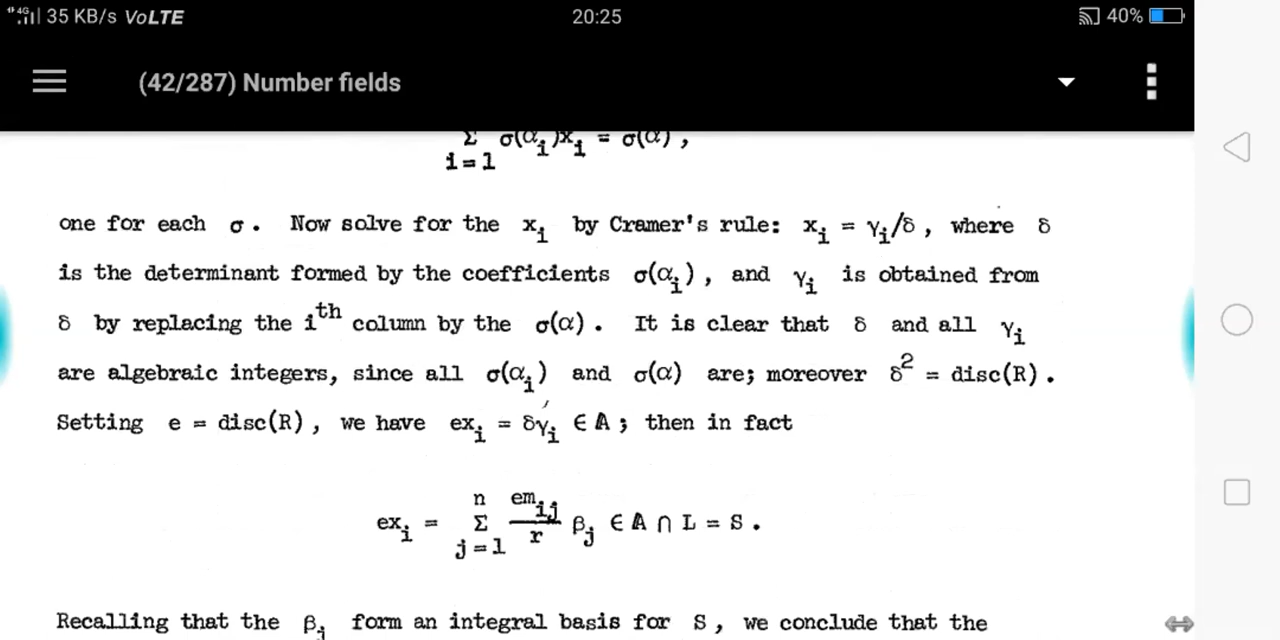 4G 35 KB/s VoLTE 20:25 40%
(42/287) Number fields
Σ σ(α_i)x_i = σ(α) ,
i=1
one for each σ. Now solve for the x_i by Cramer's rule: x_i = γ_i/δ , where δ
is the determinant formed by the coefficients σ(α_i) , and γ_i is obtained from
δ by replacing the i^th column by the σ(α) . It is clear that δ and all γ_i
are algebraic integers, since all σ(α_i) and σ(α) are; moreover δ^2 = disc(R) .
Setting e = disc(R) , we have ex_i = δγ_i ∈ A ; then in fact
ex_i = Σ_{j=1}^{n} em_ij/r β_j ∈ A ∩ L = S .
Recalling that the β_j form an integral basis for S , we conclude that the